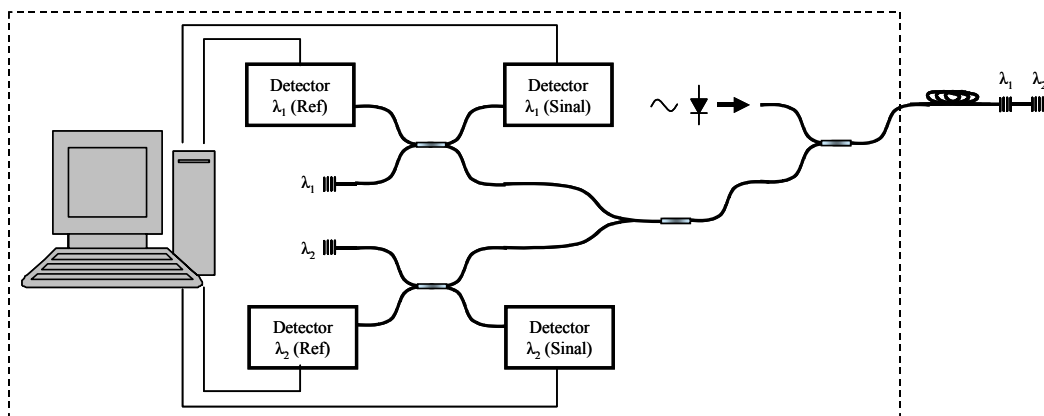 Detector
λ₁ (Ref)
Detector
λ₁ (Sinal)
λ₁
λ₂
λ₁
λ₂
Detector
λ₂ (Ref)
Detector
λ₂ (Sinal)